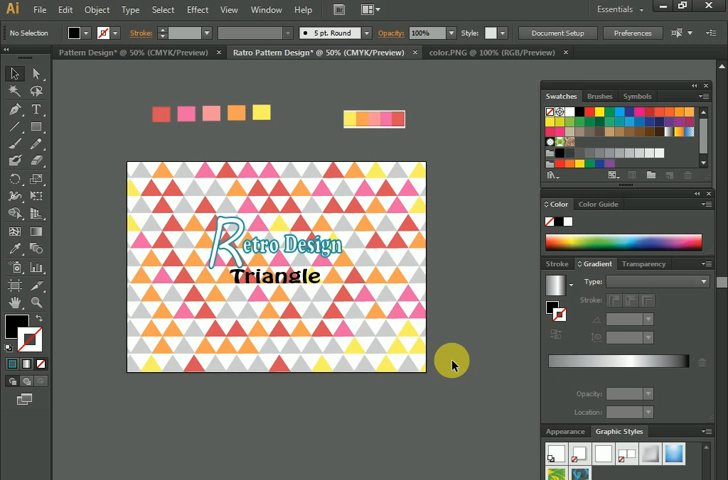 Ai File Edit Object Type Select Effect View Window Help Br Essentials
No Selection Stroke: 5 pt. Round Opacity: 100% Style: Document Setup Preferences
Pattern Design* @ 50% (CMYK/Preview) × Ratro Pattern Design* @ 50% (CMYK/Preview) × color.PNG @ 100% (RGB/Preview) ×
Swatches Brushes Symbols
Color Color Guide
Stroke Gradient Transparency
Type:
Stroke:
Opacity:
Location:
Appearance Graphic Styles
Retro Design
Triangle